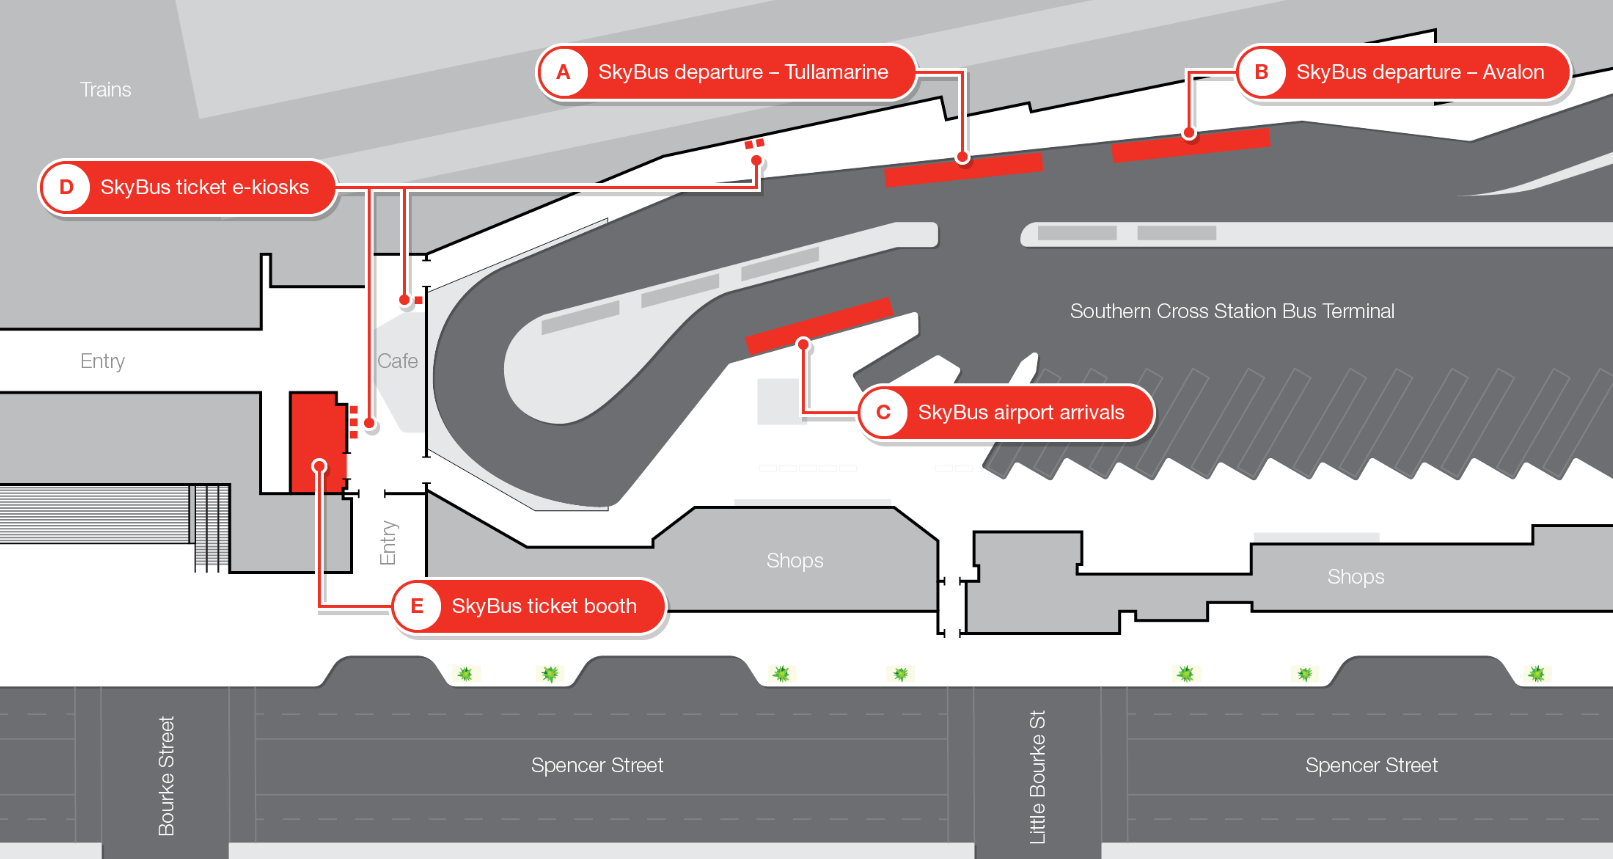 Trains
A SkyBus departure – Tullamarine
B SkyBus departure – Avalon
D SkyBus ticket e-kiosks
Southern Cross Station Bus Terminal
Entry
Cafe
C SkyBus airport arrivals
Entry
Shops
Shops
E SkyBus ticket booth
Bourke Street
Spencer Street
Little Bourke St
Spencer Street